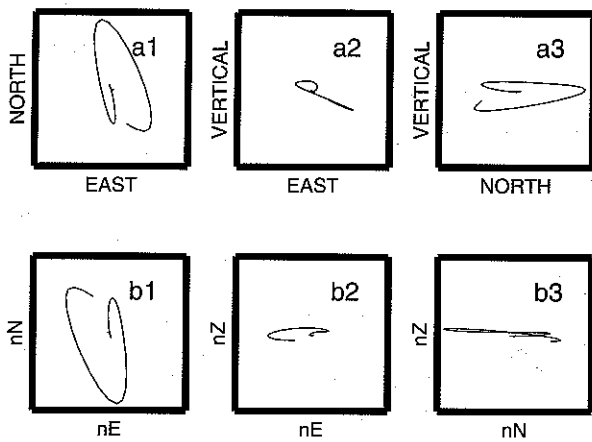 a1
a2
a3
NORTH
VERTICAL
VERTICAL
EAST
EAST
NORTH
b1
b2
b3
nN
nZ
nZ
nE
nE
nN